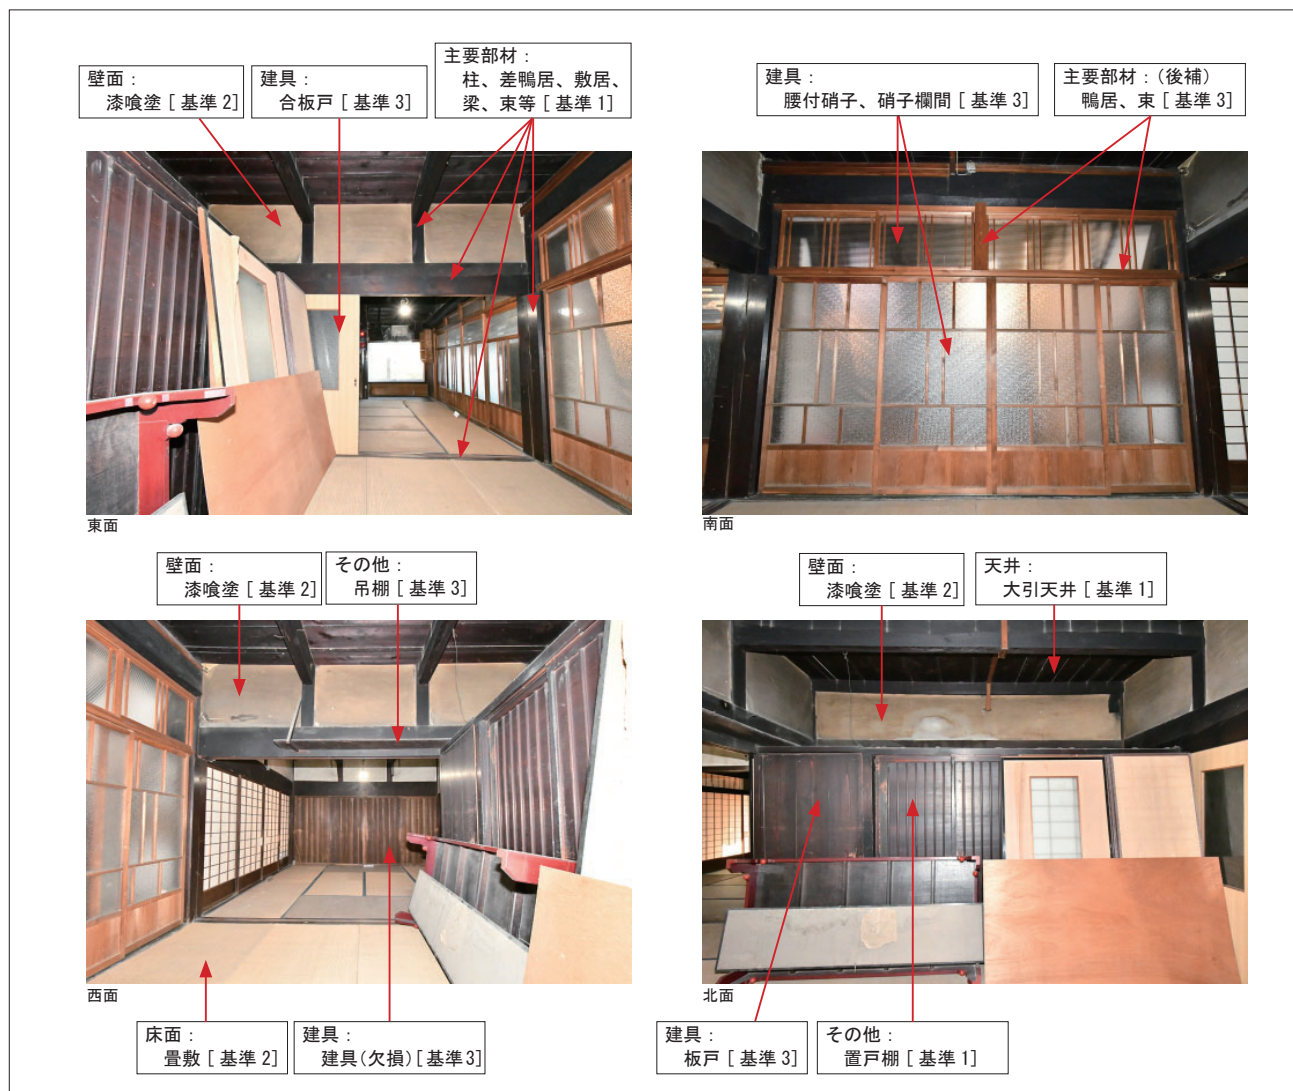 壁面：
漆喰塗［基準2］
建具：
合板戸［基準3］
主要部材：
柱、差鴨居、敷居、
梁、束等［基準1］
建具：
腰付硝子、硝子欄間［基準3］
主要部材：（後補）
鴨居、束［基準3］
東面
南面
壁面：
漆喰塗［基準2］
その他：
吊棚［基準3］
壁面：
漆喰塗［基準2］
天井：
大引天井［基準1］
西面
北面
床面：
畳敷［基準2］
建具：
建具（欠損）［基準3］
建具：
板戸［基準3］
その他：
置戸棚［基準1］